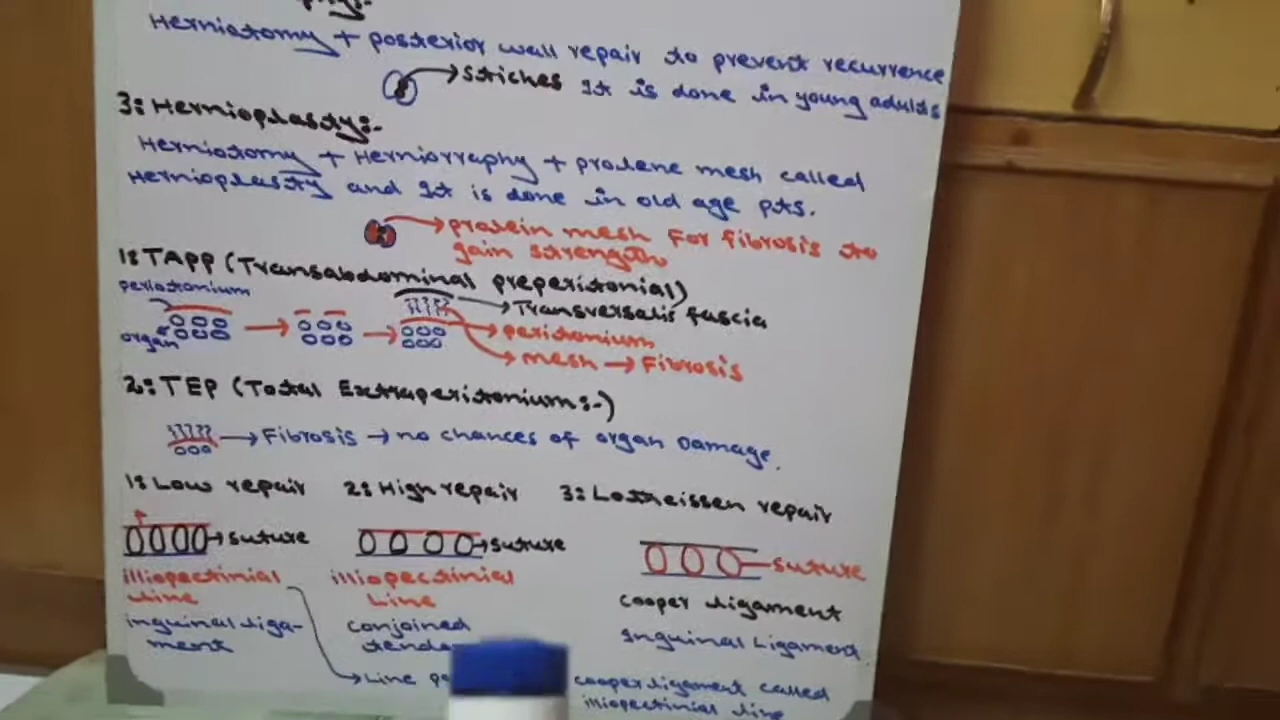 Herniotomy + posterior wall repair to prevent recurrence
→ Stiches It is done in young adults
3: Hernioplasty:-
Herniotomy + Herniorraphy + prolene mesh called
Hernioplasty and It is done in old age pts.
→ protein mesh For fibrosis to
gain strength
1: TAPP (Transabdominal preperitonial)
periotonium
organ
→ Transversalis fascia
→ peritonium
→ mesh → Fibrosis
2: TEP (Total Extraperitonium:-)
→ Fibrosis → no chances of organ Damage.
1: Low repair 2: High repair 3: Lotheissen repair
→ suture → suture suture
illiopectinial Line illiopectinial Line cooper ligament
inguinal liga-ment conjoined Inguinal Ligament
→ Line cooper ligament called
illiopectinial line